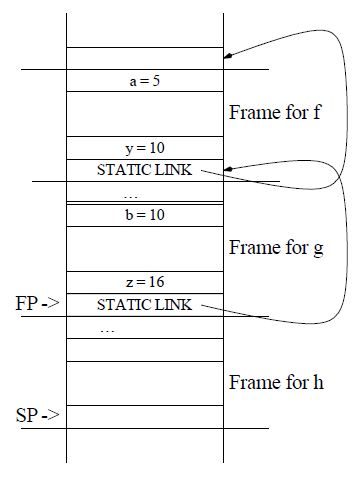 a = 5
Frame for f
y = 10
STATIC LINK
...
b = 10
Frame for g
z = 16
FP -> STATIC LINK
...
Frame for h
SP ->